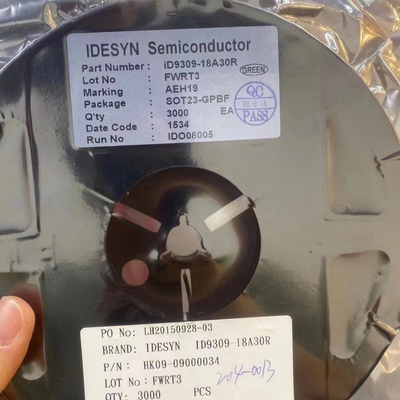 IDESYN Semiconductor
Part Number : iD9309-18A30R
Lot No : FWRT3
Marking : AEH19
Package : SOT23-GPBF
Q'ty : 3000 EA
Date Code : 1534
Run No : IDO08005
GREEN
QC
PASS
PO No: LH20150928-03
BRAND: IDESYN ID9309-18A30R
P/N: HK09-09000034
LOT NO: FWRT3
QTY: 3000 PCS